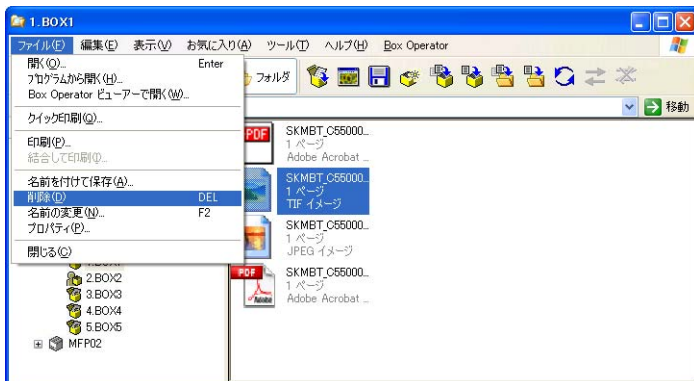 1.BOX1
ファイル(F) 編集(E) 表示(V) お気に入り(A) ツール(T) ヘルプ(H) Box Operator
開く(O)... Enter
プログラムから開く(H)...
Box Operator ビューアーで開く(W)...
クイック印刷(Q)...
印刷(P)...
結合して印刷(I)...
名前を付けて保存(A)...
削除(D) DEL
名前の変更(N)... F2
プロパティ(P)...
閉じる(C)
フォルダ
移動
PDF
SKMBT_C55000...
1 ページ
Adobe Acrobat ...
SKMBT_C55000...
1 ページ
TIF イメージ
SKMBT_C55000...
1 ページ
JPEG イメージ
PDF
Adobe
SKMBT_C55000...
1 ページ
Adobe Acrobat ...
2.BOX2
3.BOX3
4.BOX4
5.BOX5
MFP02